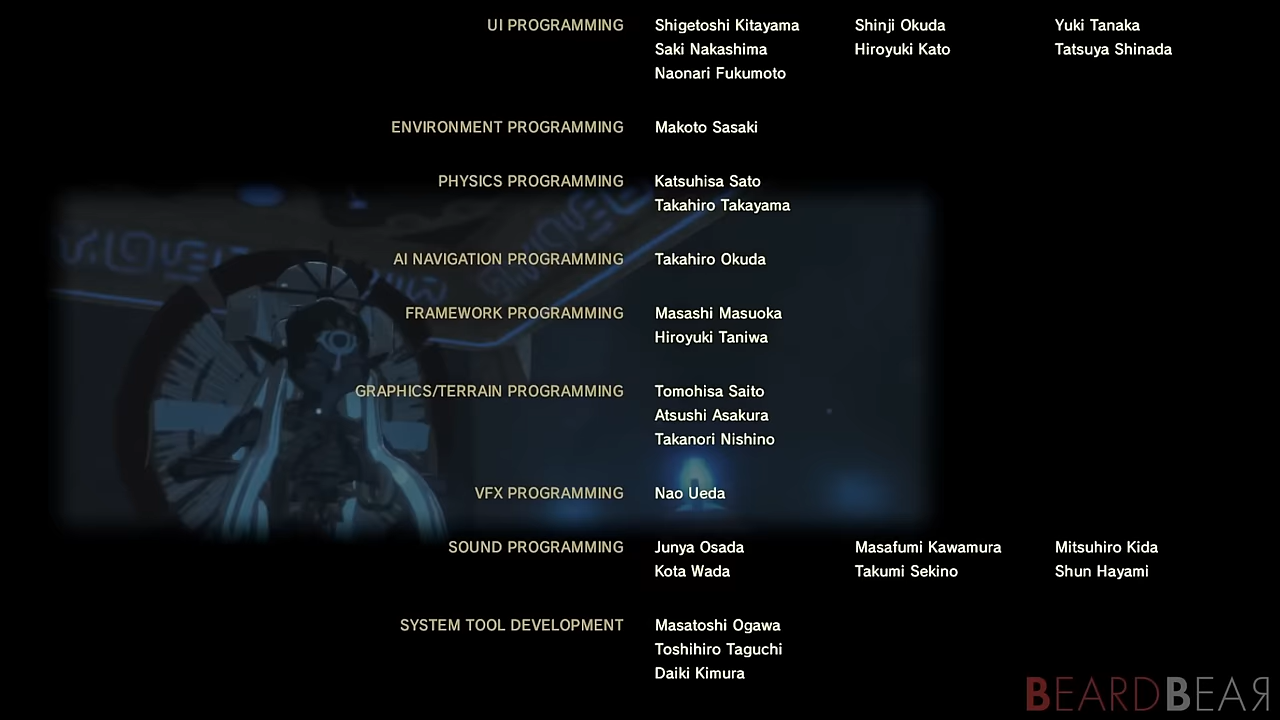 UI PROGRAMMING Shigetoshi Kitayama Shinji Okuda Yuki Tanaka
Saki Nakashima Hiroyuki Kato Tatsuya Shinada
Naonari Fukumoto
ENVIRONMENT PROGRAMMING Makoto Sasaki
PHYSICS PROGRAMMING Katsuhisa Sato
Takahiro Takayama
AI NAVIGATION PROGRAMMING Takahiro Okuda
FRAMEWORK PROGRAMMING Masashi Masuoka
Hiroyuki Taniwa
GRAPHICS/TERRAIN PROGRAMMING Tomohisa Saito
Atsushi Asakura
Takanori Nishino
VFX PROGRAMMING Nao Ueda
SOUND PROGRAMMING Junya Osada Masafumi Kawamura Mitsuhiro Kida
Kota Wada Takumi Sekino Shun Hayami
SYSTEM TOOL DEVELOPMENT Masatoshi Ogawa
Toshihiro Taguchi
Daiki Kimura
BEARDBEAR